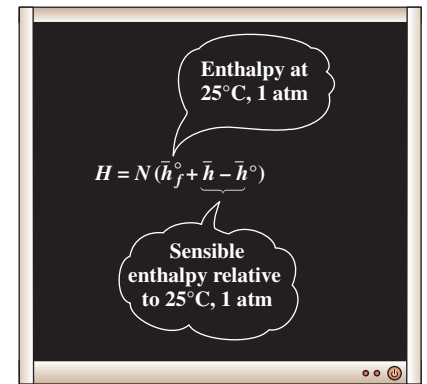 Enthalpy at
25°C, 1 atm
H = N (h̄°f + h̄ – h̄°)
Sensible
enthalpy relative
to 25°C, 1 atm